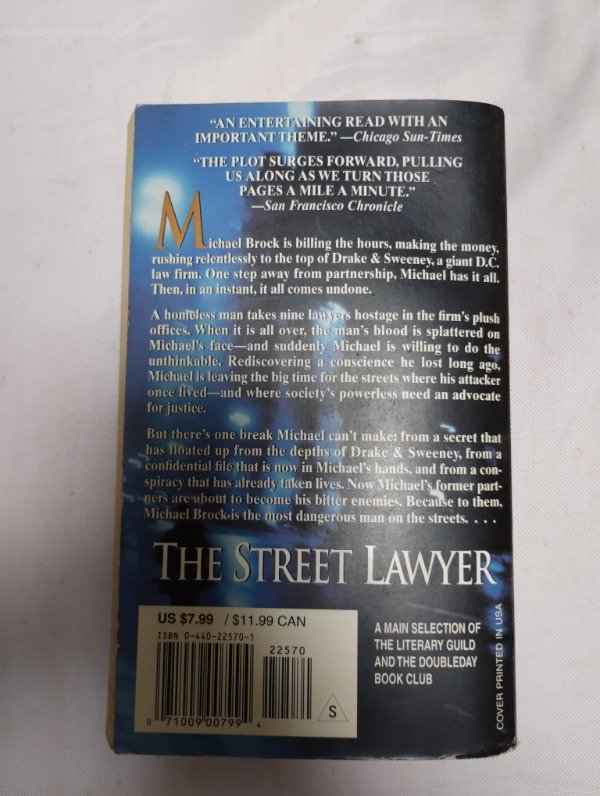 “AN ENTERTAINING READ WITH AN
IMPORTANT THEME.” —Chicago Sun-Times
“THE PLOT SURGES FORWARD, PULLING
US ALONG AS WE TURN THOSE
PAGES A MILE A MINUTE.”
—San Francisco Chronicle
Michael Brock is billing the hours, making the money,
rushing relentlessly to the top of Drake & Sweeney, a giant D.C.
law firm. One step away from partnership, Michael has it all.
Then, in an instant, it all comes undone.
A homeless man takes nine lawyers hostage in the firm’s plush
offices. When it is all over, the man’s blood is splattered on
Michael’s face—and suddenly Michael is willing to do the
unthinkable. Rediscovering a conscience he lost long ago,
Michael is leaving the big time for the streets where his attacker
once lived—and where society’s powerless need an advocate
for justice.
But there’s one break Michael can’t make: from a secret that
has floated up from the depths of Drake & Sweeney, from a
confidential file that is now in Michael’s hands, and from a con-
spiracy that has already taken lives. Now Michael’s former part-
ners are about to become his bitter enemies. Because to them,
Michael Brock is the most dangerous man on the streets. . . .
THE STREET LAWYER
US $7.99 / $11.99 CAN
ISBN 0-440-22570-1
22570
0 71009 00799 4
S
A MAIN SELECTION OF
THE LITERARY GUILD
AND THE DOUBLEDAY
BOOK CLUB
COVER PRINTED IN USA